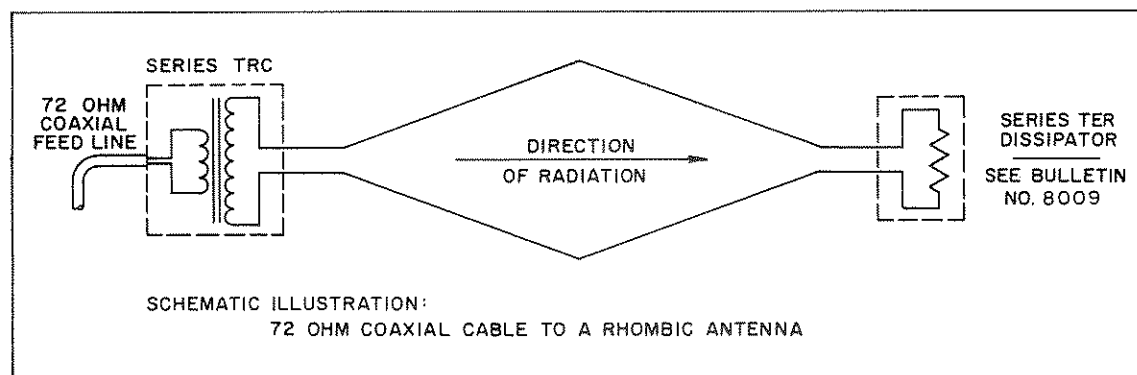 SERIES TRC
72 OHM
COAXIAL
FEED LINE
DIRECTION
OF RADIATION
SERIES TER
DISSIPATOR
SEE BULLETIN
NO. 8009
SCHEMATIC ILLUSTRATION:
72 OHM COAXIAL CABLE TO A RHOMBIC ANTENNA